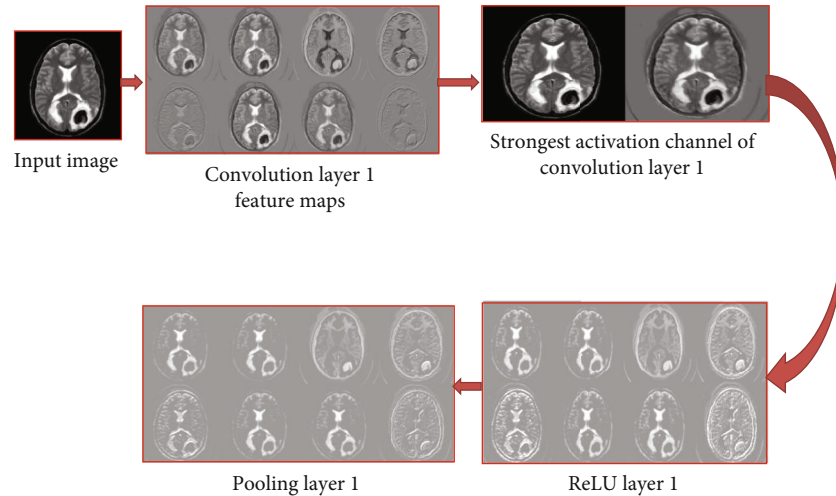 Input image
Convolution layer 1
feature maps
Strongest activation channel of
convolution layer 1
Pooling layer 1
ReLU layer 1